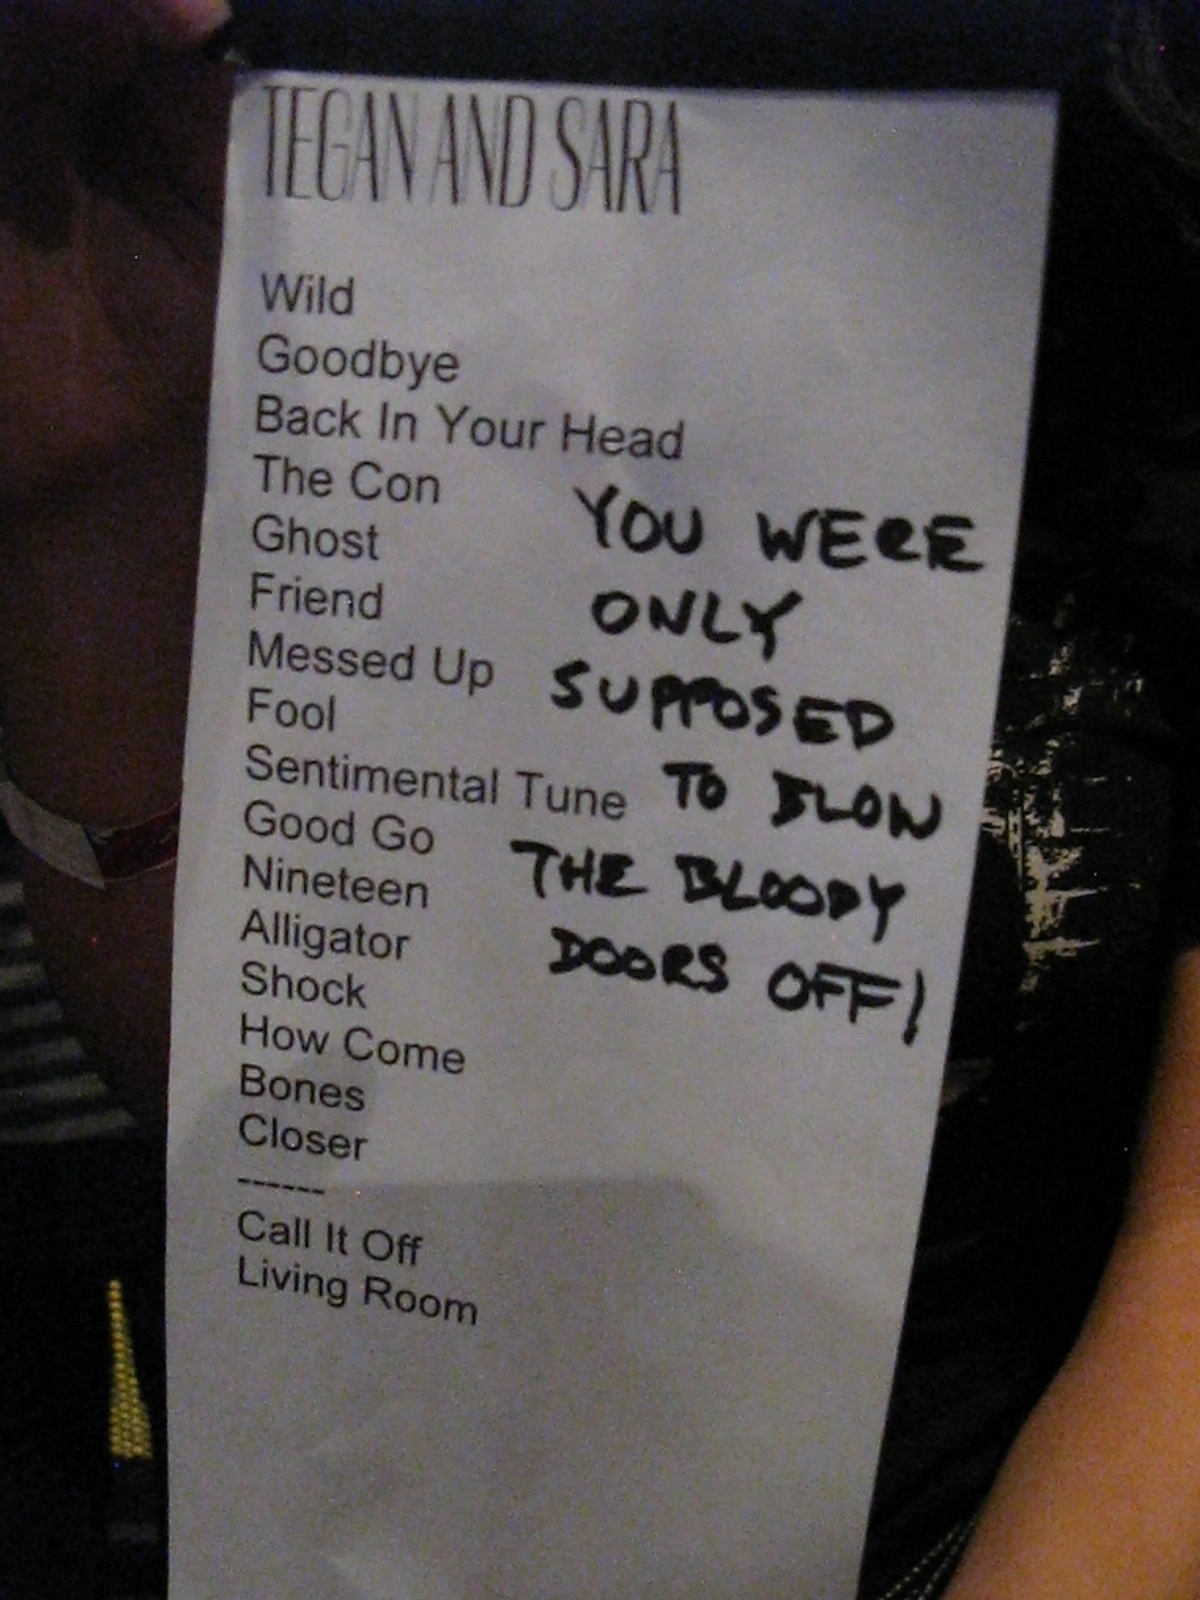 TEGAN AND SARA
Wild
Goodbye
Back In Your Head
The Con
Ghost
Friend
Messed Up
Fool
Sentimental Tune
Good Go
Nineteen
Alligator
Shock
How Come
Bones
Closer
------
Call It Off
Living Room
YOU WERE
ONLY
SUPPOSED
TO BLOW
THE BLOODY
DOORS OFF!